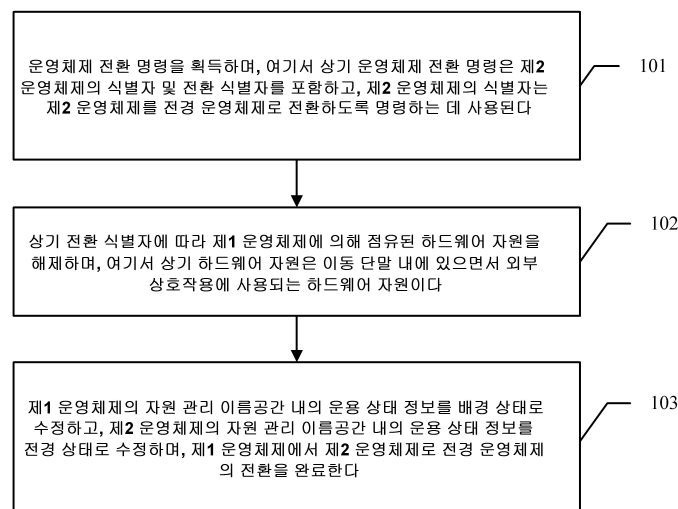 운영체제 전환 명령을 획득하며, 여기서 상기 운영체제 전환 명령은 제2
운영체제의 식별자 및 전환 식별자를 포함하고, 제2 운영체제의 식별자는
제2 운영체제를 전경 운영체제로 전환하도록 명령하는 데 사용된다
101
상기 전환 식별자에 따라 제1 운영체제에 의해 점유된 하드웨어 자원을
해제하며, 여기서 상기 하드웨어 자원은 이동 단말 내에 있으면서 외부
상호작용에 사용되는 하드웨어 자원이다
102
제1 운영체제의 자원 관리 이름공간 내의 운용 상태 정보를 배경 상태로
수정하고, 제2 운영체제의 자원 관리 이름공간 내의 운용 상태 정보를
전경 상태로 수정하며, 제1 운영체제에서 제2 운영체제로 전경 운영체제
의 전환을 완료한다
103